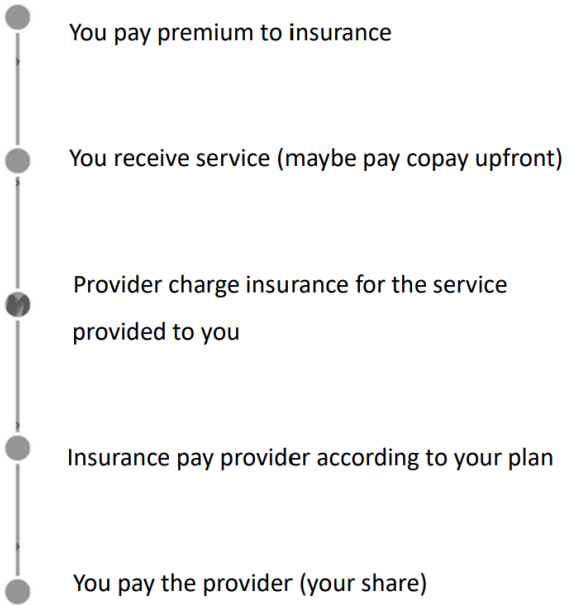 You pay premium to insurance
You receive service (maybe pay copay upfront)
Provider charge insurance for the service
provided to you
Insurance pay provider according to your plan
You pay the provider (your share)